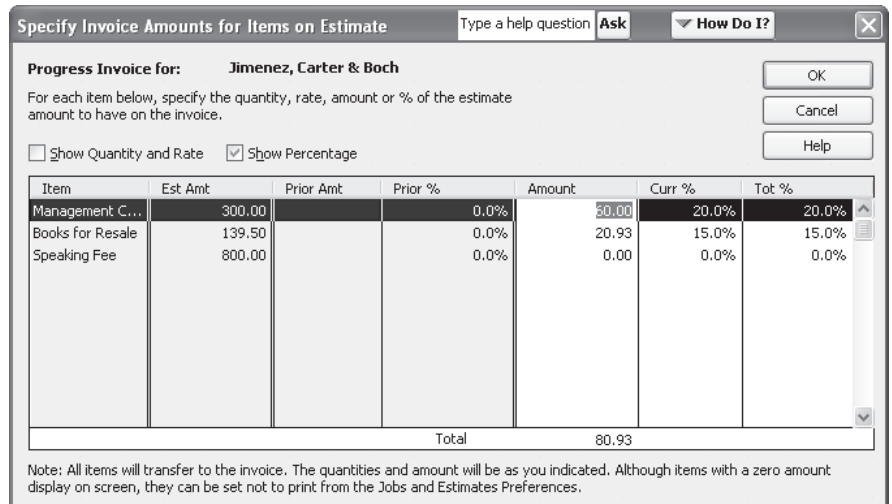 Specify Invoice Amounts for Items on Estimate Type a help question Ask How Do I?
Progress Invoice for: Jimenez, Carter & Boch
OK
For each item below, specify the quantity, rate, amount or % of the estimate
amount to have on the invoice.
Cancel
Help
Show Quantity and Rate Show Percentage
Item Est Amt Prior Amt Prior % Amount Curr % Tot %
Management C... 300.00 0.0% 60.00 20.0% 20.0%
Books for Resale 139.50 0.0% 20.93 15.0% 15.0%
Speaking Fee 800.00 0.0% 0.00 0.0% 0.0%
Total 80.93
Note: All items will transfer to the invoice. The quantities and amount will be as you indicated. Although items with a zero amount
display on screen, they can be set not to print from the Jobs and Estimates Preferences.